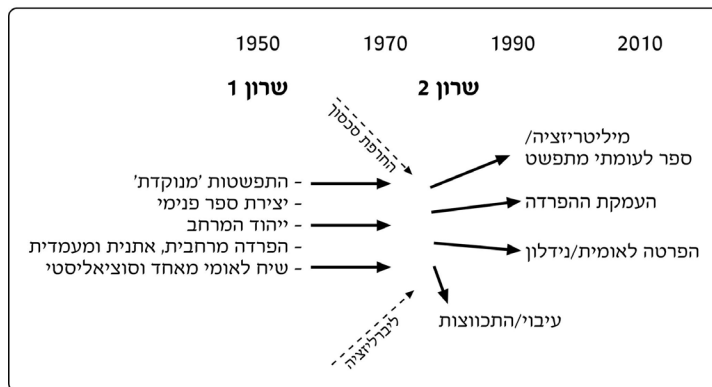 1950 1970 1990 2010
שרון 1 שרון 2
החרפת סכסוך
מיליטריזציה/
ספר לעומתי מתפשט
- התפשטות 'מנוקדת'
- יצירת ספר פנימי
- ייהוד המרחב
- הפרדה מרחבית, אתנית ומעמדית
- שיח לאומי מאחד וסוציאליסטי
העמקת ההפרדה
הפרטה לאומית/נידלון
עיבוי/התכווצות
ליברליזציה